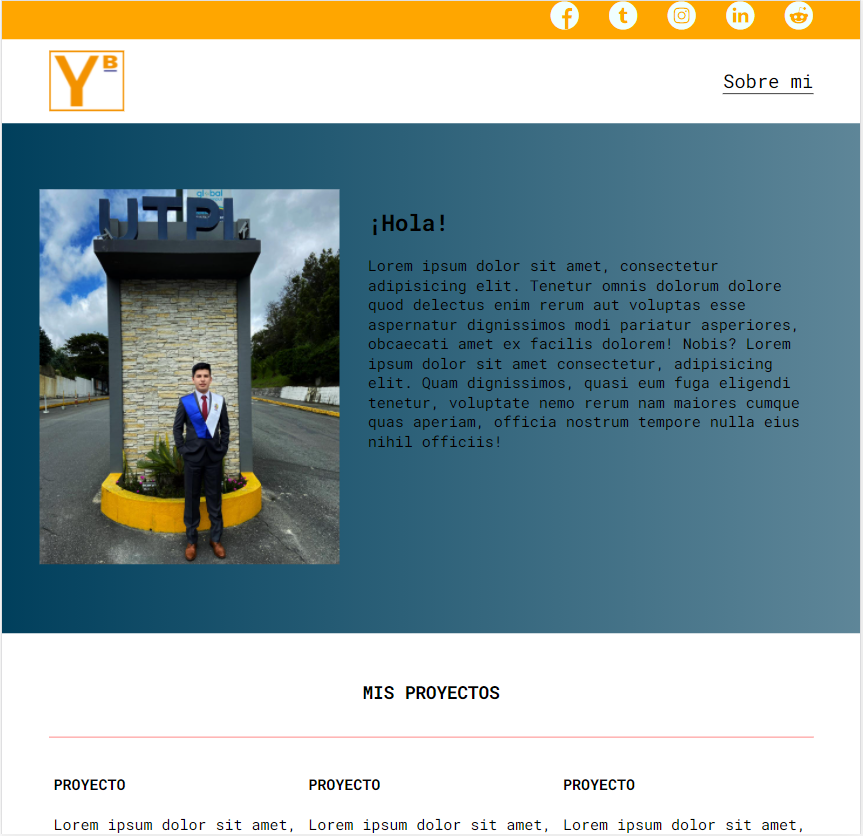 Y B
Sobre mi
gl bal
UTPL
¡Hola!
Lorem ipsum dolor sit amet, consectetur
adipisicing elit. Tenetur omnis dolorum dolore
quod delectus enim rerum aut voluptas esse
aspernatur dignissimos modi pariatur asperiores,
obcaecati amet ex facilis dolorem! Nobis? Lorem
ipsum dolor sit amet consectetur, adipisicing
elit. Quam dignissimos, quasi eum fuga eligendi
tenetur, voluptate nemo rerum nam maiores cumque
quas aperiam, officia nostrum tempore nulla eius
nihil officiis!
MIS PROYECTOS
PROYECTO PROYECTO PROYECTO
Lorem ipsum dolor sit amet, Lorem ipsum dolor sit amet, Lorem ipsum dolor sit amet,